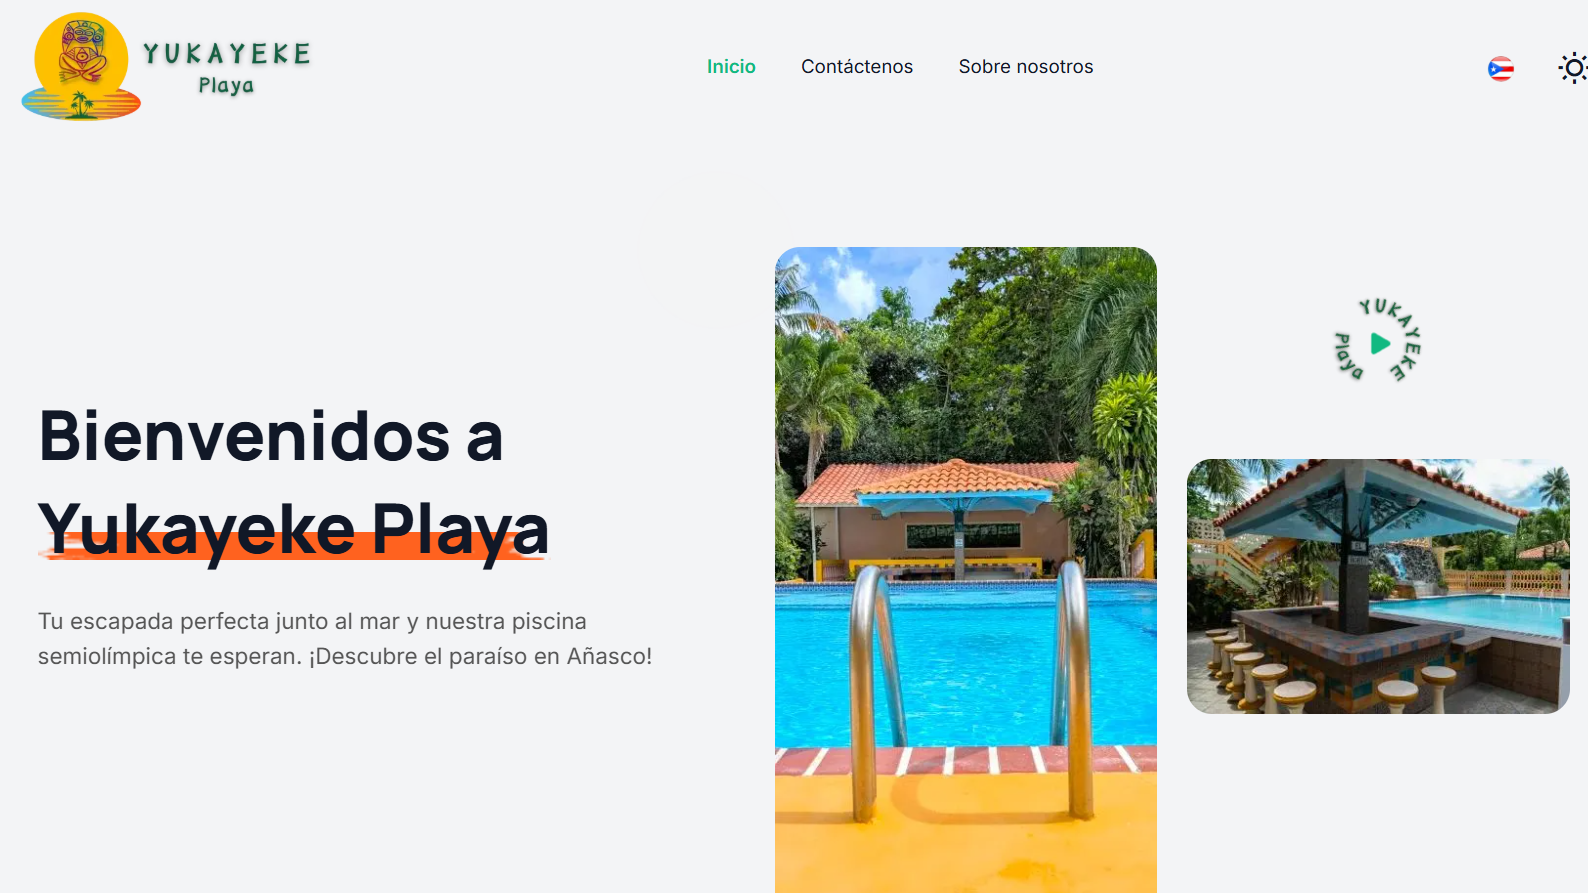 YUKAYEKE
Playa
Inicio
Contáctenos
Sobre nosotros
YUKAYEKE
Playa
Bienvenidos a
Yukayeke Playa
Tu escapada perfecta junto al mar y nuestra piscina
semiolímpica te esperan. ¡Descubre el paraíso en Añasco!